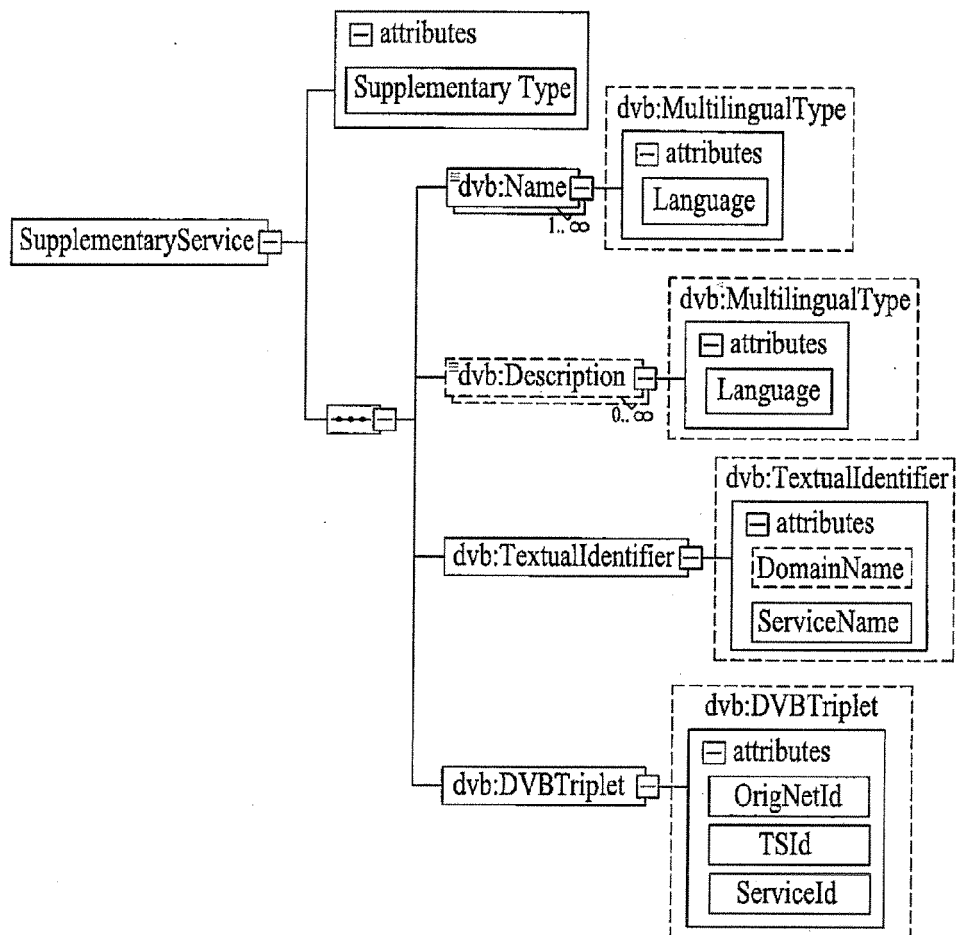 attributes
Supplementary Type
dvb:MultilingualType
attributes
Language
dvb:Name
1..∞
SupplementaryService
dvb:MultilingualType
attributes
Language
dvb:Description
0..∞
dvb:TextualIdentifier
attributes
DomainName
ServiceName
dvb:TextualIdentifier
dvb:DVBTriplet
attributes
OrigNetId
TSId
ServiceId
dvb:DVBTriplet